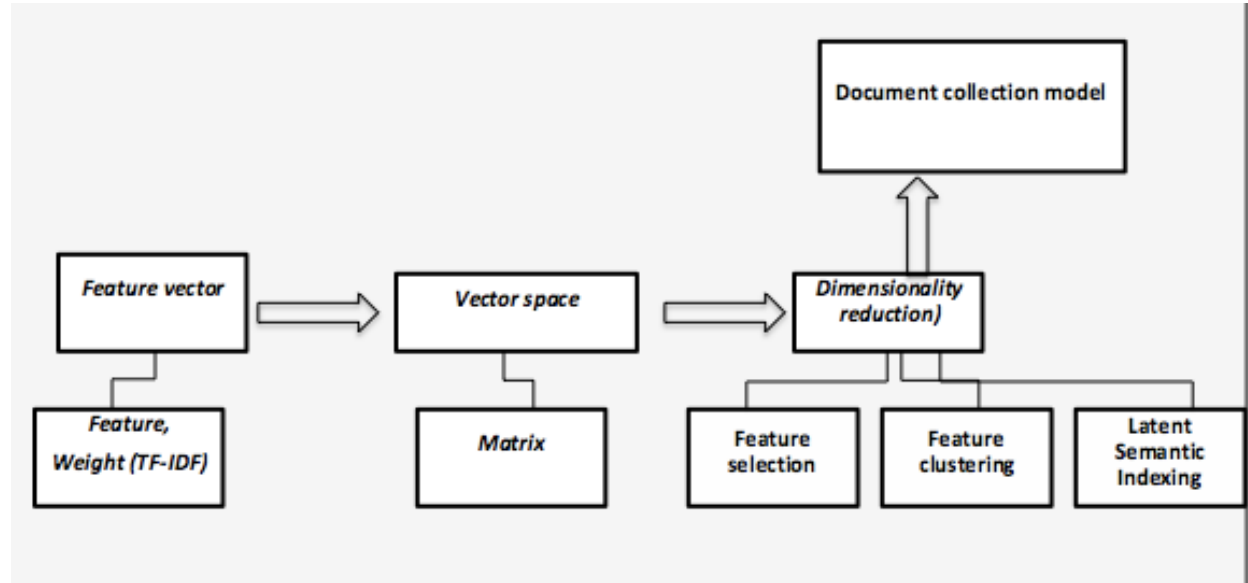 Document collection model
Feature vector
Vector space
Dimensionality
reduction)
Feature,
Weight (TF-IDF)
Matrix
Feature
selection
Feature
clustering
Latent
Semantic
Indexing